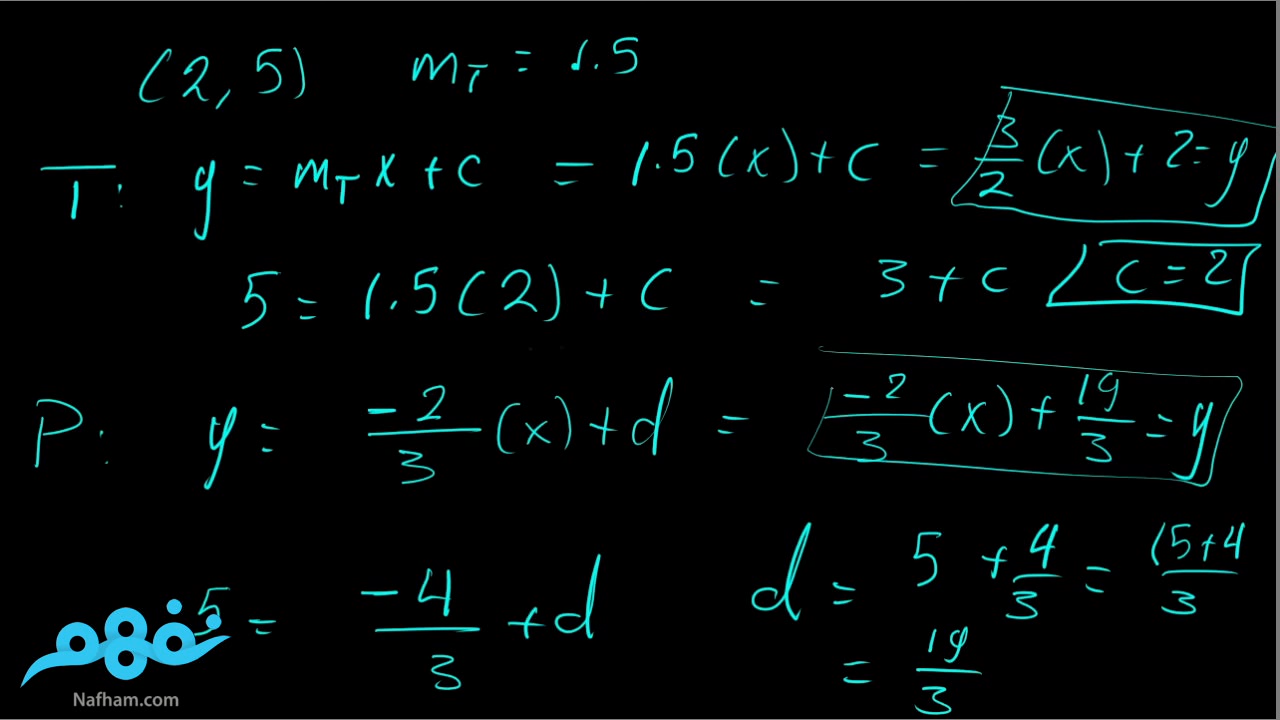 (2, 5) m_T = 1.5
T: y = m_T x + c = 1.5(x) + c = 3/2 (x) + 2 = y
5 = 1.5(2) + c = 3 + c c = 2
P: y = -2/3 (x) + d = -2/3 (x) + 19/3 = y
5 = -4/3 + d d = 5 + 4/3 = 15+4/3
= 19/3
نفهم
Nafham.com